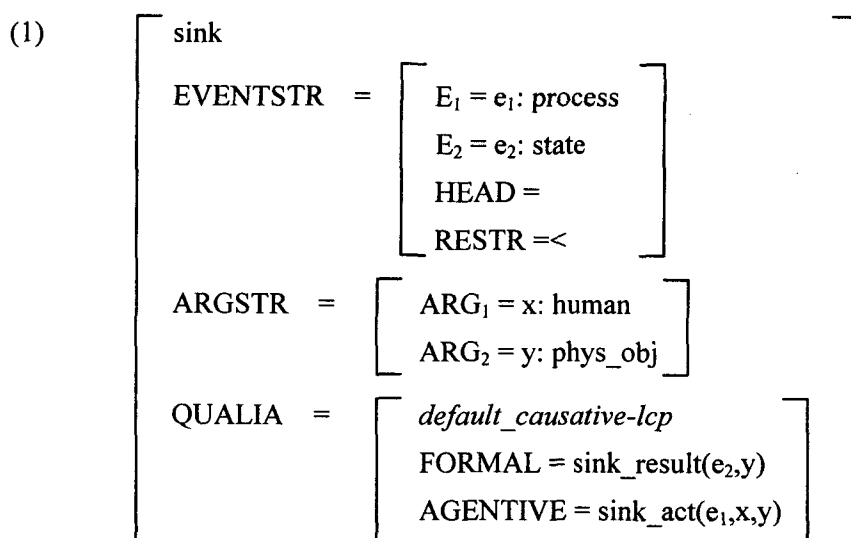 (1) sink
EVENTSTR = E₁ = e₁: process
E₂ = e₂: state
HEAD =
RESTR =<
ARGSTR = ARG₁ = x: human
ARG₂ = y: phys_obj
QUALIA = default_causative-lcp
FORMAL = sink_result(e₂,y)
AGENTIVE = sink_act(e₁,x,y)